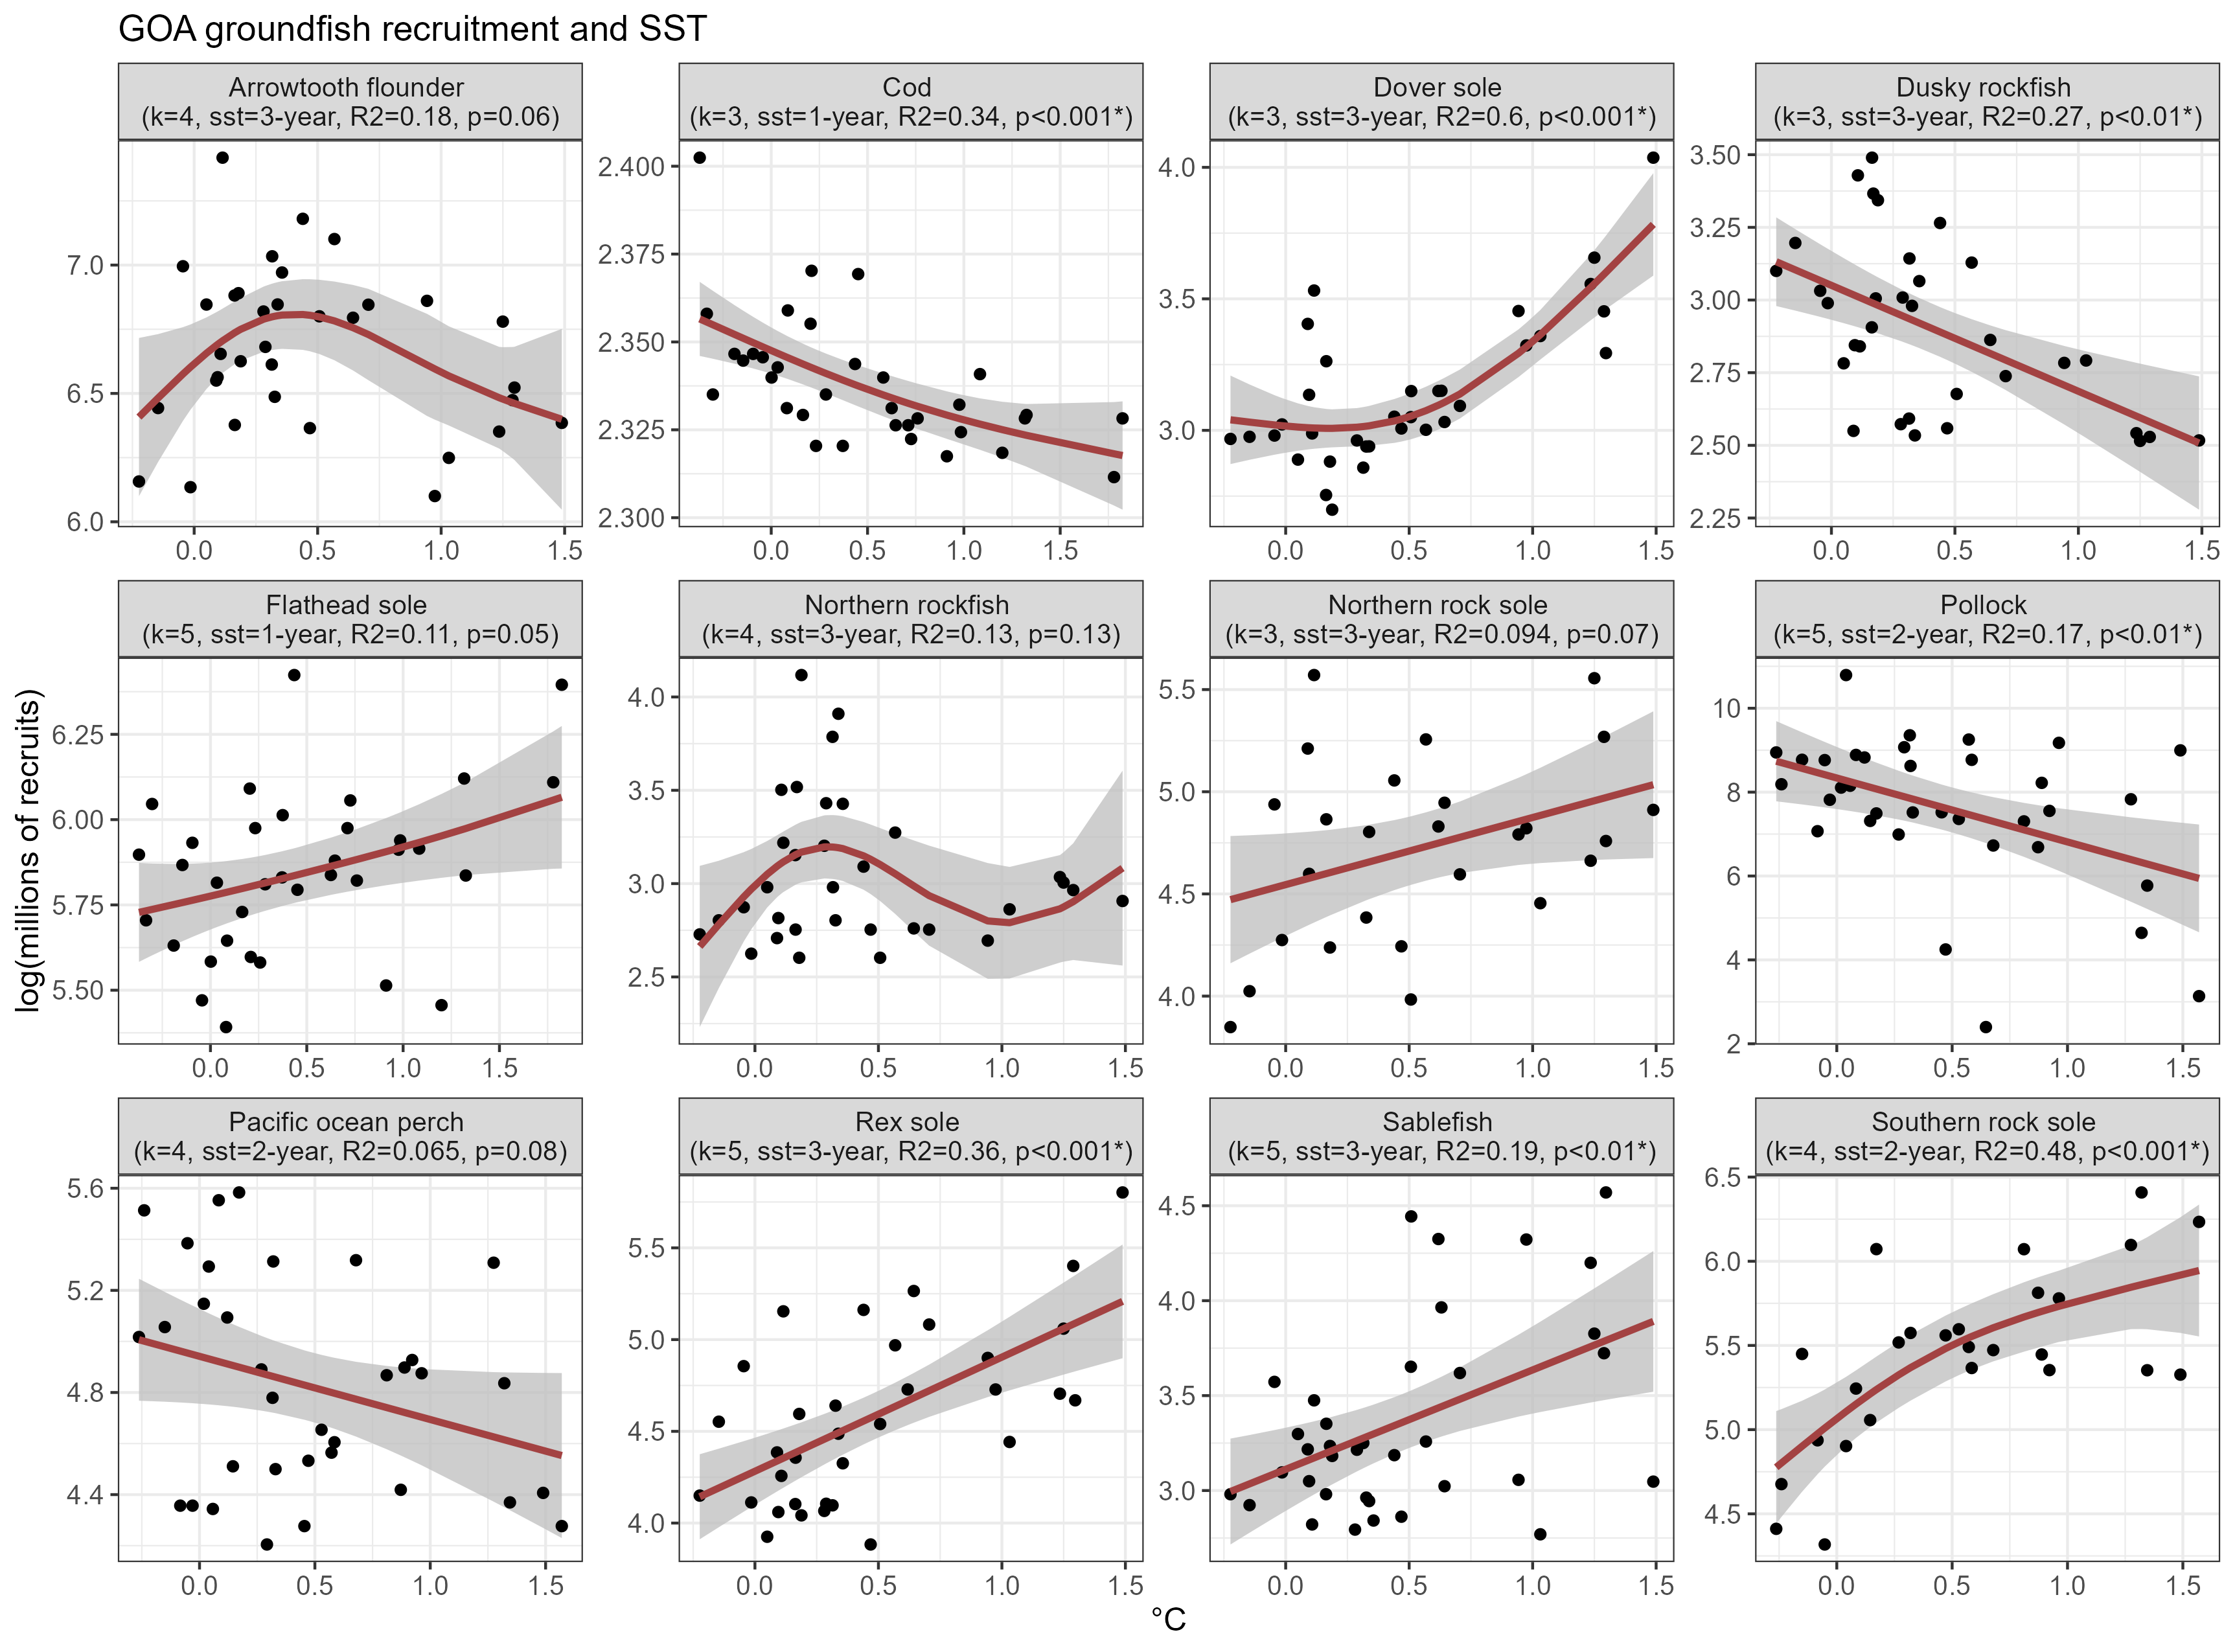 GOA groundfish recruitment and SST
Arrowtooth flounder
(k=4, sst=3-year, R2=0.18, p=0.06)
7.0
6.5
6.0
0.0 0.5 1.0 1.5
Cod
(k=3, sst=1-year, R2=0.34, p<0.001*)
2.400
2.375
2.350
2.325
2.300
0.0 0.5 1.0 1.5
Dover sole
(k=3, sst=3-year, R2=0.6, p<0.001*)
4.0
3.5
3.0
0.0 0.5 1.0 1.5
Dusky rockfish
(k=3, sst=3-year, R2=0.27, p<0.01*)
3.50
3.25
3.00
2.75
2.50
2.25
0.0 0.5 1.0 1.5
log(millions of recruits)
Flathead sole
(k=5, sst=1-year, R2=0.11, p=0.05)
6.25
6.00
5.75
5.50
0.0 0.5 1.0 1.5
Northern rockfish
(k=4, sst=3-year, R2=0.13, p=0.13)
4.0
3.5
3.0
2.5
0.0 0.5 1.0 1.5
Northern rock sole
(k=3, sst=3-year, R2=0.094, p=0.07)
5.5
5.0
4.5
4.0
0.0 0.5 1.0 1.5
Pollock
(k=5, sst=2-year, R2=0.17, p<0.01*)
10
8
6
4
2
0.0 0.5 1.0 1.5
Pacific ocean perch
(k=4, sst=2-year, R2=0.065, p=0.08)
5.6
5.2
4.8
4.4
0.0 0.5 1.0 1.5
Rex sole
(k=5, sst=3-year, R2=0.36, p<0.001*)
5.5
5.0
4.5
4.0
0.0 0.5 1.0 1.5
Sablefish
(k=5, sst=3-year, R2=0.19, p<0.01*)
4.5
4.0
3.5
3.0
0.0 0.5 1.0 1.5
Southern rock sole
(k=4, sst=2-year, R2=0.48, p<0.001*)
6.5
6.0
5.5
5.0
4.5
0.0 0.5 1.0 1.5
°C